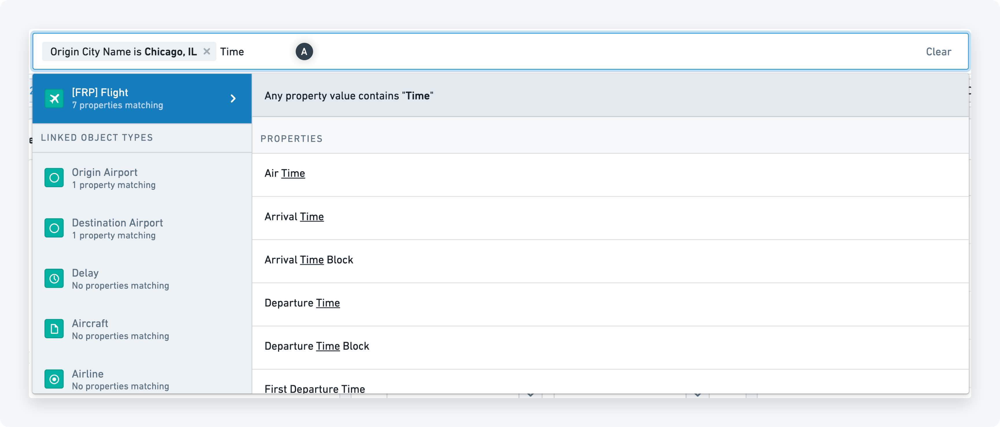 Origin City Name is Chicago, IL Time
A
Clear
[FRP] Flight
7 properties matching
LINKED OBJECT TYPES
Origin Airport
1 property matching
Destination Airport
1 property matching
Delay
No properties matching
Aircraft
No properties matching
Airline
No properties matching
Any property value contains "Time"
PROPERTIES
Air Time
Arrival Time
Arrival Time Block
Departure Time
Departure Time Block
First Departure Time